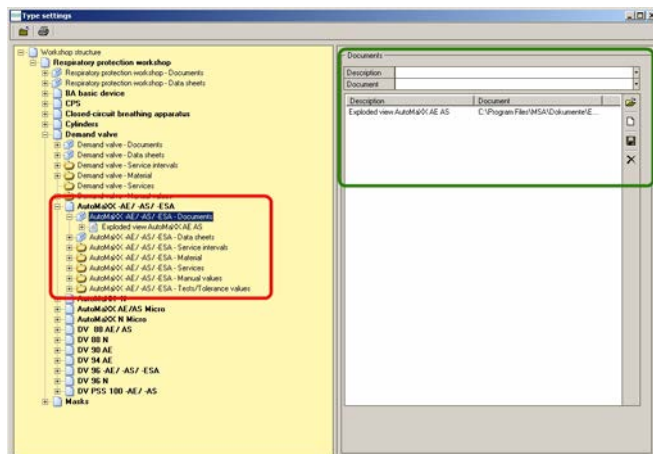 Type settings
Workshop structure
Respiratory protection workshop
Respiratory protection workshop - Documents
Respiratory protection workshop - Data sheets
BA basic device
CPS
Closed-circuit breathing apparatus
Cylinders
Demand valve
Demand valve - Documents
Demand valve - Data sheets
Demand valve - Service intervals
Demand valve - Material
Demand valve - Services
Demand valve - Manual values
AutoMaXX -AE/ -AS/ -ESA
AutoMaXX -AE/ -AS/ -ESA - Documents
Exploded view AutoMaXX AE AS
AutoMaXX -AE/ -AS/ -ESA - Data sheets
AutoMaXX -AE/ -AS/ -ESA - Service intervals
AutoMaXX -AE/ -AS/ -ESA - Material
AutoMaXX -AE/ -AS/ -ESA - Services
AutoMaXX -AE/ -AS/ -ESA - Manual values
AutoMaXX -AE/ -AS/ -ESA - Tests/Tolerance values
AutoMaXX N
AutoMaXX AE/AS Micro
AutoMaXX N Micro
DV 88 AE/ AS
DV 88 N
DV 90 AE
DV 94 AE
DV 96 -AE/ -AS/ -ESA
DV 96 N
DV PSS 100 -AE/ -AS
Masks
Documents
Description
Document
Description Document
Exploded view AutoMaXX AE AS C:\Program Files\MSA\Dokumente\E...